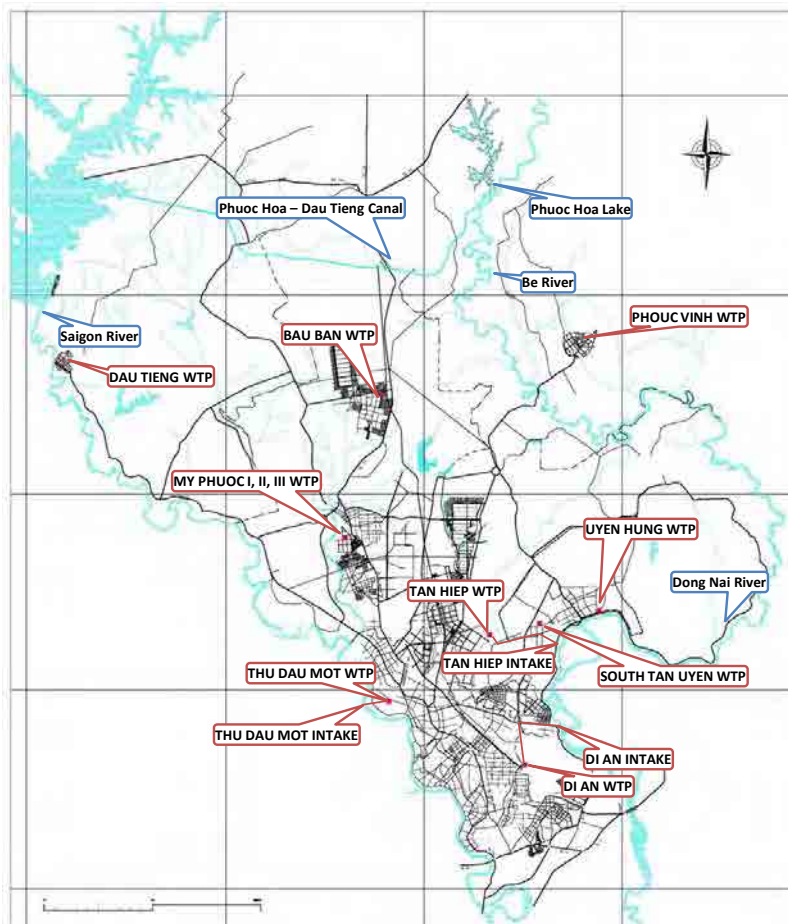 Phuoc Hoa – Dau Tieng Canal
Phuoc Hoa Lake
Be River
PHOUC VINH WTP
Saigon River
BAU BAN WTP
DAU TIENG WTP
MY PHUOC I, II, III WTP
UYEN HUNG WTP
Dong Nai River
TAN HIEP WTP
TAN HIEP INTAKE
SOUTH TAN UYEN WTP
THU DAU MOT WTP
THU DAU MOT INTAKE
DI AN INTAKE
DI AN WTP